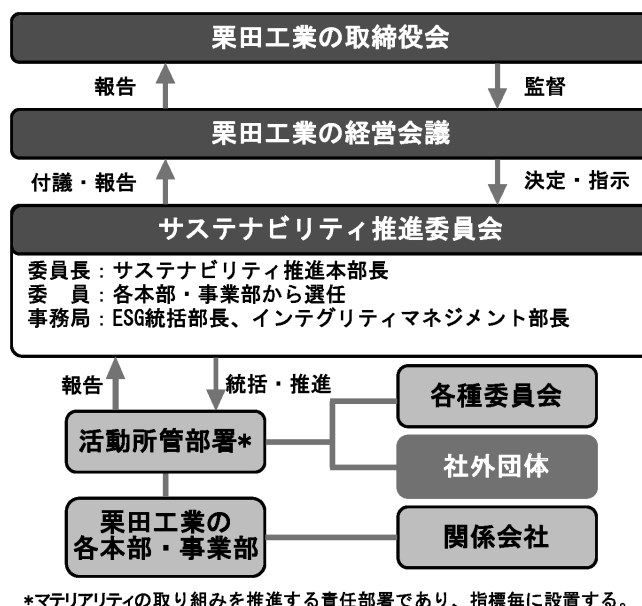 栗田工業の取締役会
報告
監督
栗田工業の経営会議
付議・報告
決定・指示
サステナビリティ推進委員会
委員長：サステナビリティ推進本部長
委　員：各本部・事業部から選任
事務局：ESG統括部長、インテグリティマネジメント部長
報告
統括・推進
各種委員会
活動所管部署*
社外団体
栗田工業の
各本部・事業部
関係会社
*マテリアリティの取り組みを推進する責任部署であり、指標毎に設置する。